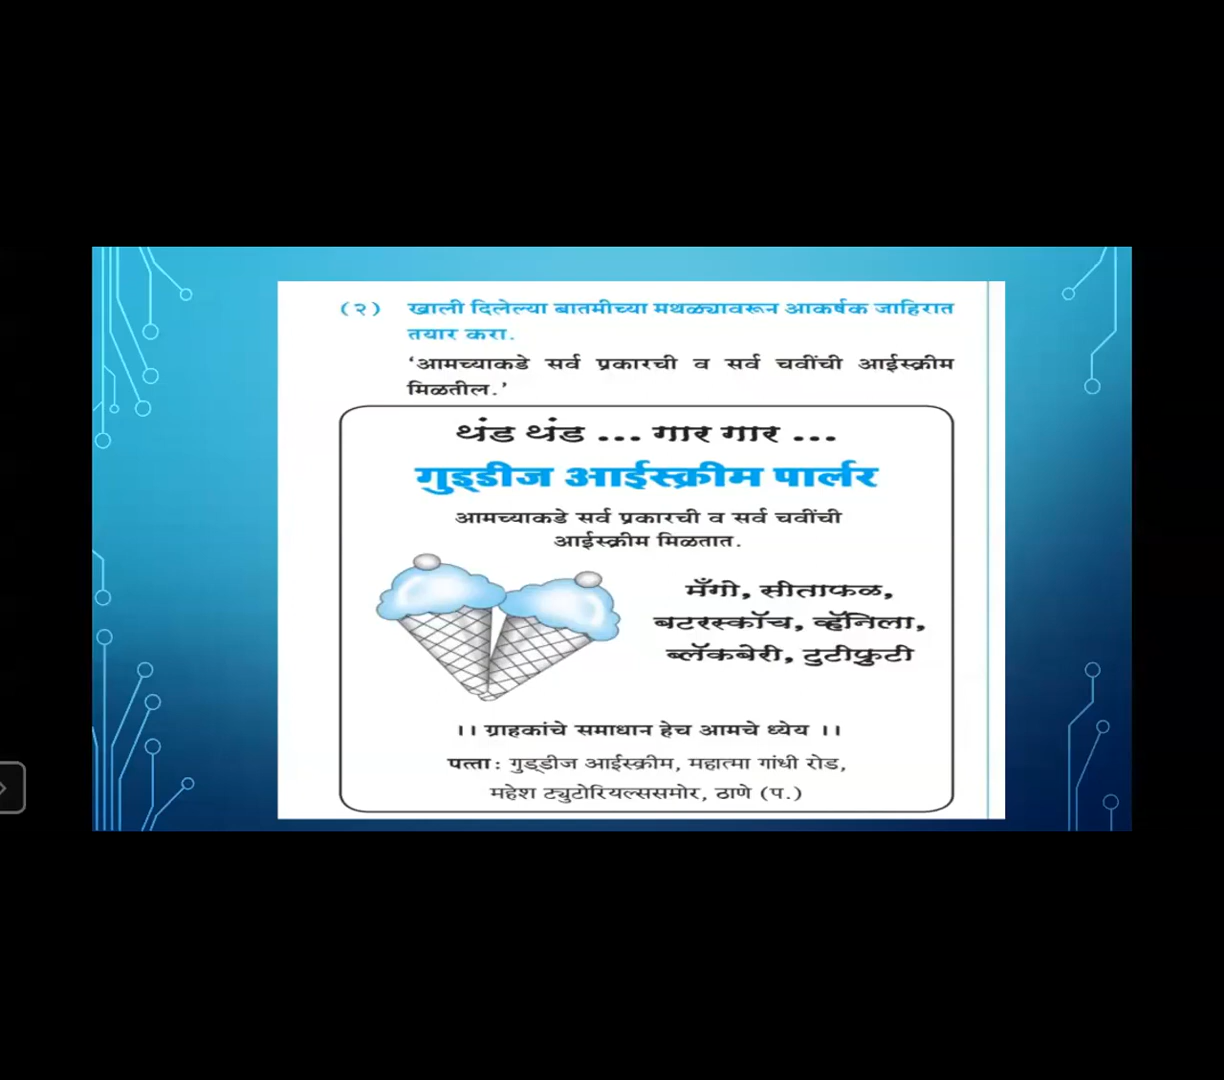 (२) खाली दिलेल्या बातमीच्या मथळ्यावरून आकर्षक जाहिरात
तयार करा.
‘आमच्याकडे सर्व प्रकारची व सर्व चवींची आईस्क्रीम
मिळतील.’
थंड थंड ... गार गार ...
गुड्डीज आईस्क्रीम पार्लर
आमच्याकडे सर्व प्रकारची व सर्व चवींची
आईस्क्रीम मिळतात.
मँगो, सीताफळ,
बटरस्कॉच, व्हॅनिला,
ब्लॅकबेरी, टुटीफ्रुटी
।। ग्राहकांचे समाधान हेच आमचे ध्येय ।।
पत्ता : गुड्डीज आईस्क्रीम, महात्मा गांधी रोड,
महेश ट्युटोरियल्ससमोर, ठाणे (प.)